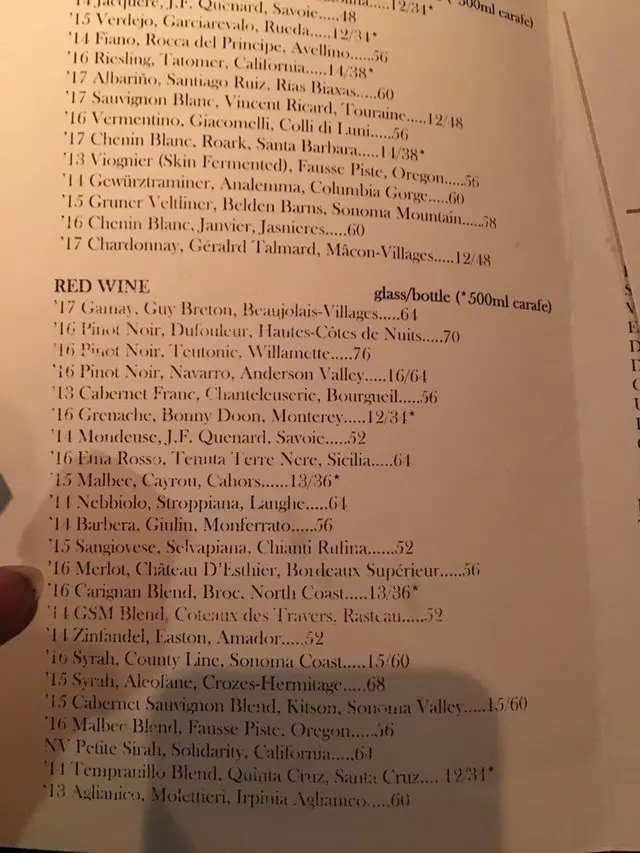 '14 Jacquère, J.F. Quenard, Savoie.....48
12/34* (*500ml carafe)
'15 Verdejo, Garciarevalo, Rueda.....12/34*
'14 Fiano, Rocca del Principe, Avellino.....56
'16 Riesling, Tatomer, California.....14/38*
'17 Albariño, Santiago Ruiz, Rías Biaxas.....60
'17 Sauvignon Blanc, Vincent Ricard, Touraine.....12/48
'16 Vermentino, Giacomelli, Colli di Luni.....56
'17 Chenin Blanc, Roark, Santa Barbara.....14/38*
'13 Viognier (Skin Fermented), Fausse Piste, Oregon.....56
'14 Gewürztraminer, Analemma, Columbia Gorge.....60
'15 Gruner Veltliner, Belden Barns, Sonoma Mountain.....58
'16 Chenin Blanc, Janvier, Jasnieres.....60
'17 Chardonnay, Géralrd Talmard, Mâcon-Villages.....12/48
RED WINE glass/bottle (*500ml carafe)
'17 Gamay, Guy Breton, Beaujolais-Villages.....64
'16 Pinot Noir, Dufouleur, Hautes-Côtes de Nuits.....70
'16 Pinot Noir, Teutonic, Willamette.....76
'16 Pinot Noir, Navarro, Anderson Valley.....16/64
'13 Cabernet Franc, Chanteleuserie, Bourgueil.....56
'16 Grenache, Bonny Doon, Monterey.....12/34*
'14 Mondeuse, J.F. Quenard, Savoie.....52
'16 Etna Rosso, Tenuta Terre Nere, Sicilia.....64
'15 Malbec, Cayrou, Cahors......13/36*
'14 Nebbiolo, Stroppiana, Langhe.....64
'14 Barbera, Giulin, Monferrato.....56
'15 Sangiovese, Selvapiana, Chianti Rufina......52
'16 Merlot, Château D'Esthier, Bordeaux Supérieur.....56
'16 Carignan Blend, Broc, North Coast.....13/36*
'14 GSM Blend, Coteaux des Travers, Rasteau.....52
'14 Zinfandel, Easton, Amador.....52
'16 Syrah, County Line, Sonoma Coast.....15/60
'15 Syrah, Aleofane, Crozes-Hermitage.....68
'15 Cabernet Sauvignon Blend, Kitson, Sonoma Valley.....15/60
'16 Malbec Blend, Fausse Piste, Oregon.....56
NV Petite Sirah, Solidarity, California.....64
'14 Tempranillo Blend, Quinta Cruz, Santa Cruz.... 12/34*
'13 Aglianico, Molettieri, Irpinia Aglianico.....60